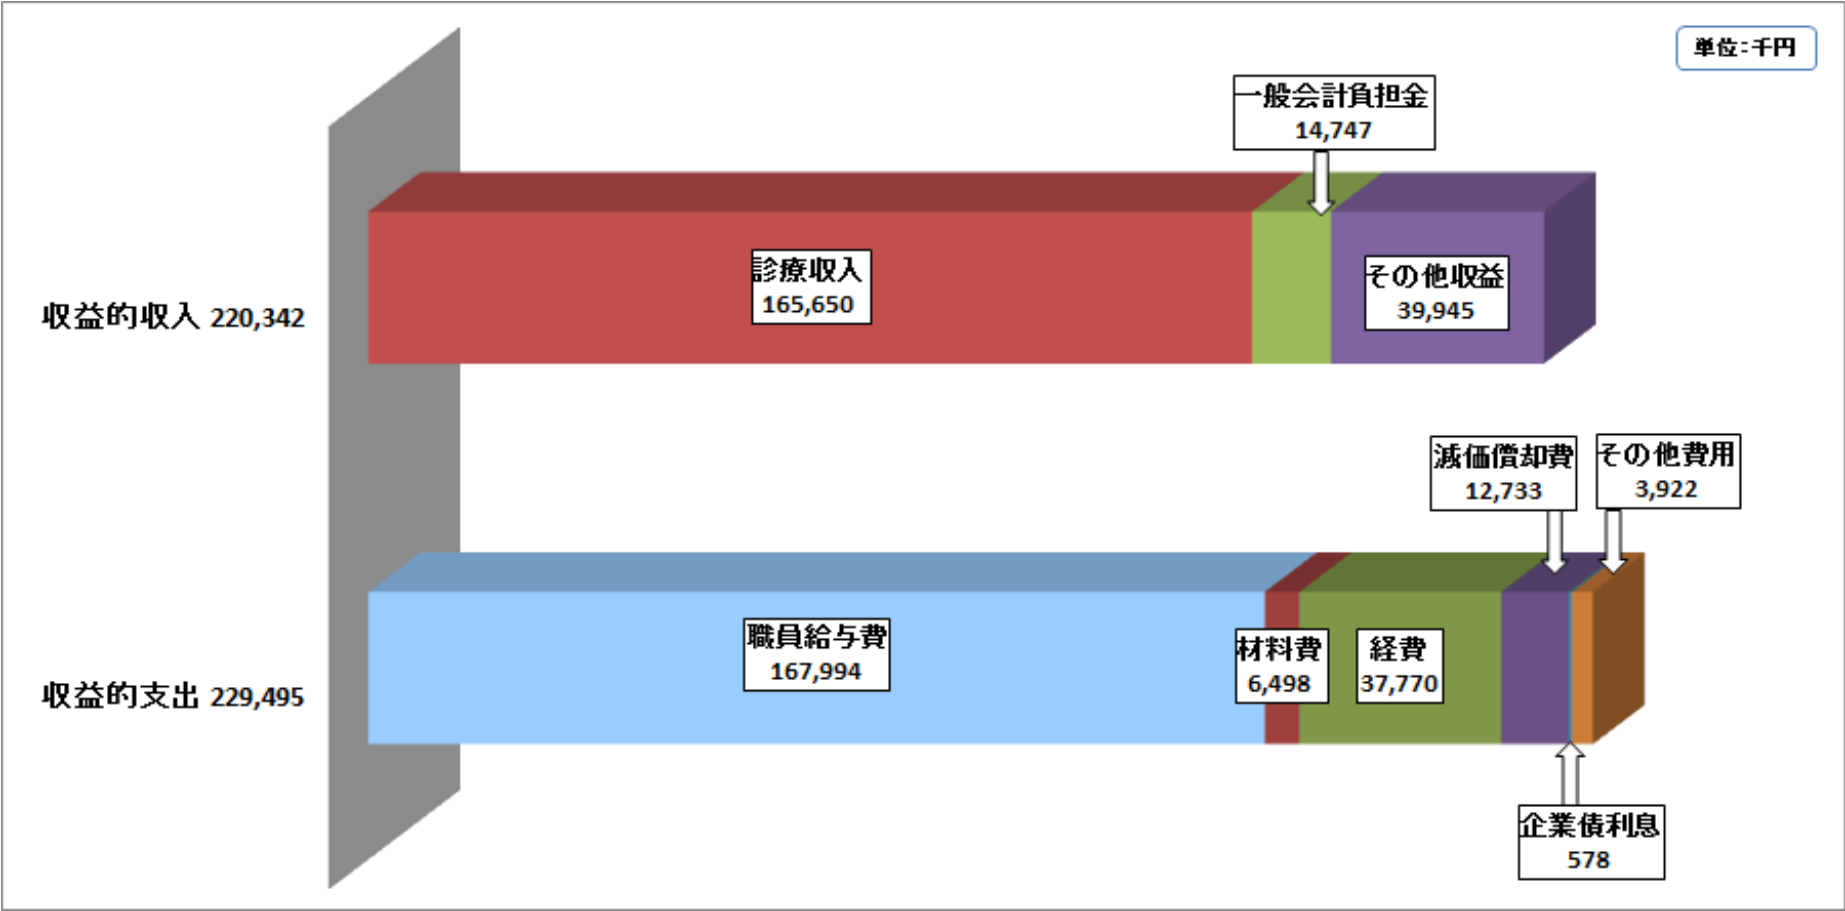 単位：千円
一般会計負担金
14,747
診療収入
165,650
その他収益
39,945
収益的収入 220,342
減価償却費
12,733
その他費用
3,922
職員給与費
167,994
材料費
6,498
経費
37,770
収益的支出 229,495
企業債利息
578